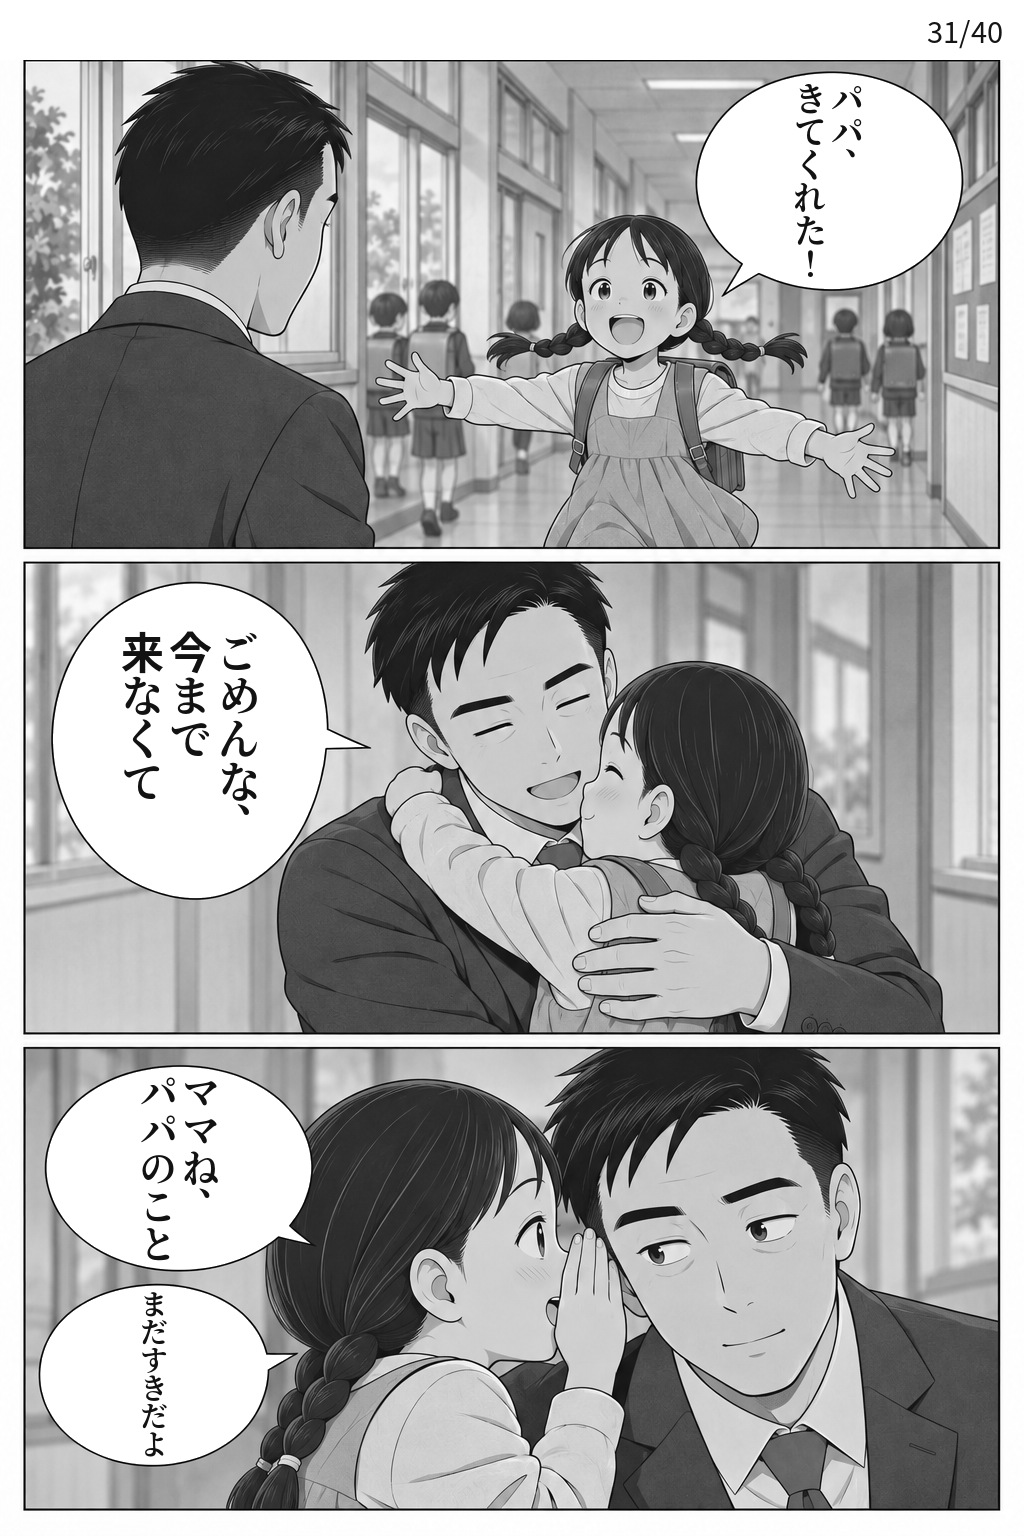 31/40
パパ、
きてくれた！
ごめんな、
今まで
来なくて
ママね、
パパのこと
まだすきだよ